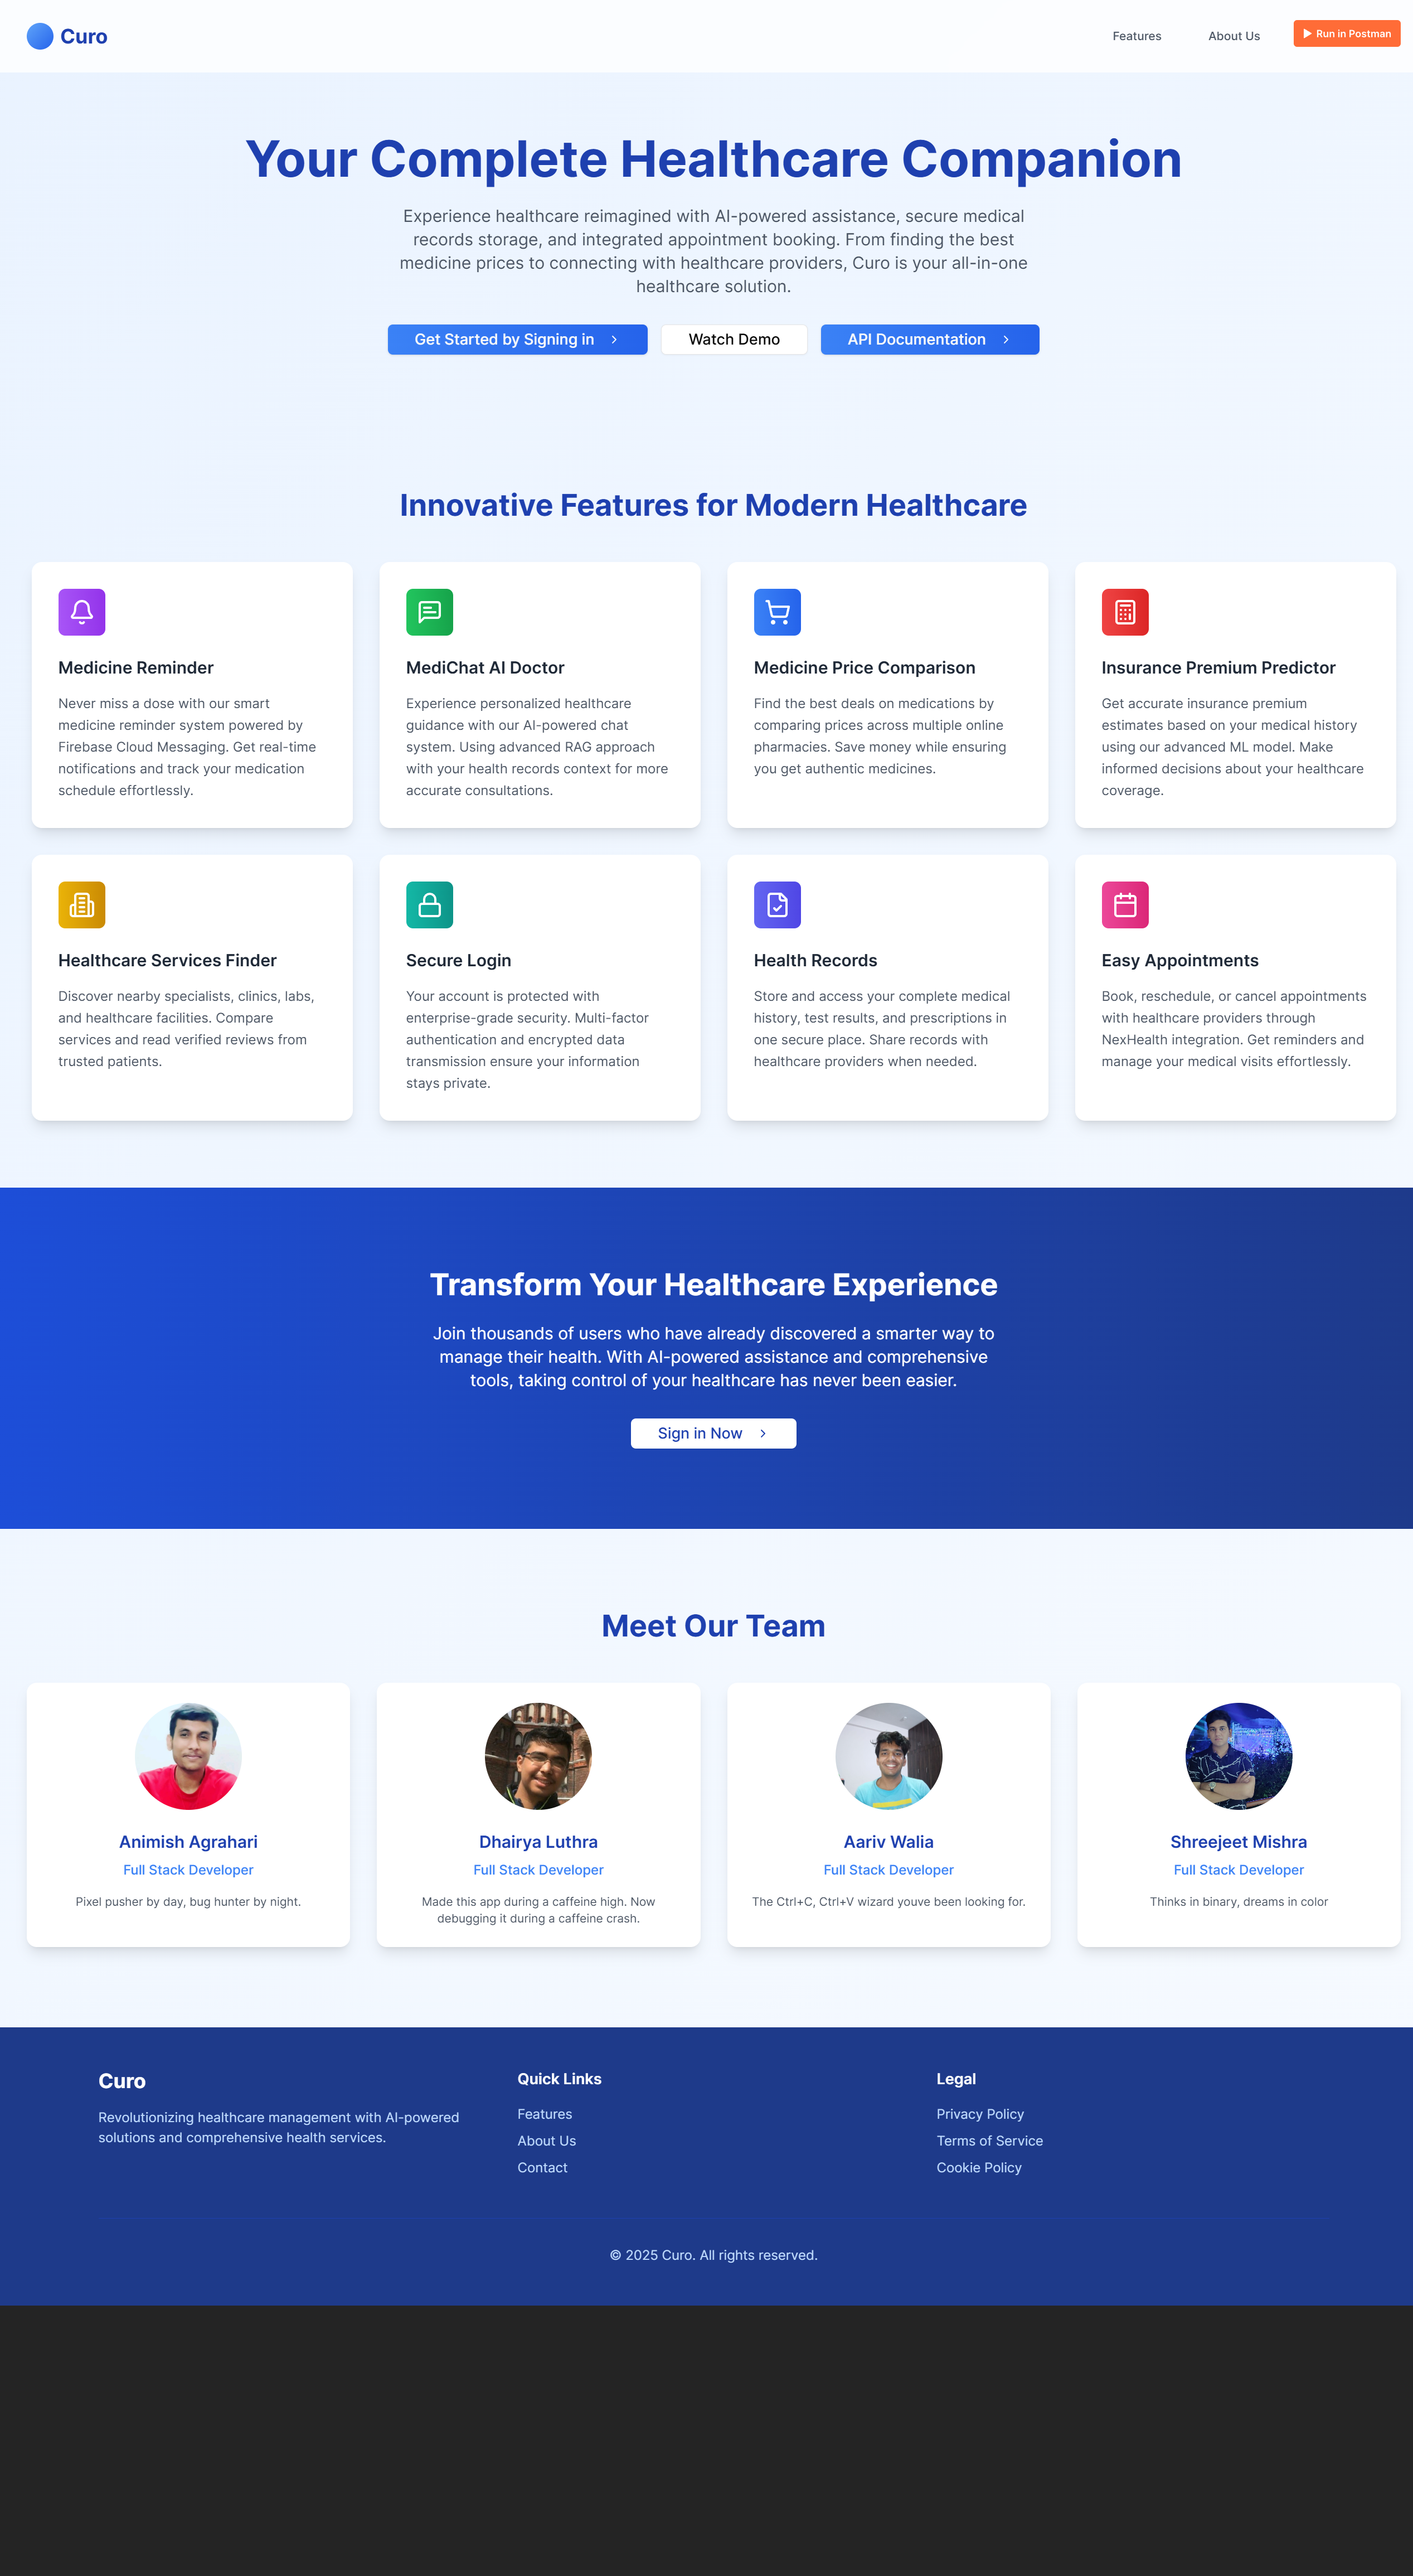 Curo
Features
About Us
Run in Postman
Your Complete Healthcare Companion
Experience healthcare reimagined with AI-powered assistance, secure medical
records storage, and integrated appointment booking. From finding the best
medicine prices to connecting with healthcare providers, Curo is your all-in-one
healthcare solution.
Get Started by Signing in
Watch Demo
API Documentation
Innovative Features for Modern Healthcare
Medicine Reminder
Never miss a dose with our smart
medicine reminder system powered by
Firebase Cloud Messaging. Get real-time
notifications and track your medication
schedule effortlessly.
MediChat AI Doctor
Experience personalized healthcare
guidance with our AI-powered chat
system. Using advanced RAG approach
with your health records context for more
accurate consultations.
Medicine Price Comparison
Find the best deals on medications by
comparing prices across multiple online
pharmacies. Save money while ensuring
you get authentic medicines.
Insurance Premium Predictor
Get accurate insurance premium
estimates based on your medical history
using our advanced ML model. Make
informed decisions about your healthcare
coverage.
Healthcare Services Finder
Discover nearby specialists, clinics, labs,
and healthcare facilities. Compare
services and read verified reviews from
trusted patients.
Secure Login
Your account is protected with
enterprise-grade security. Multi-factor
authentication and encrypted data
transmission ensure your information
stays private.
Health Records
Store and access your complete medical
history, test results, and prescriptions in
one secure place. Share records with
healthcare providers when needed.
Easy Appointments
Book, reschedule, or cancel appointments
with healthcare providers through
NexHealth integration. Get reminders and
manage your medical visits effortlessly.
Transform Your Healthcare Experience
Join thousands of users who have already discovered a smarter way to
manage their health. With AI-powered assistance and comprehensive
tools, taking control of your healthcare has never been easier.
Sign in Now
Meet Our Team
Animish Agrahari
Full Stack Developer
Pixel pusher by day, bug hunter by night.
Dhairya Luthra
Full Stack Developer
Made this app during a caffeine high. Now
debugging it during a caffeine crash.
Aariv Walia
Full Stack Developer
The Ctrl+C, Ctrl+V wizard youve been looking for.
Shreejeet Mishra
Full Stack Developer
Thinks in binary, dreams in color
Curo
Revolutionizing healthcare management with AI-powered
solutions and comprehensive health services.
Quick Links
Features
About Us
Contact
Legal
Privacy Policy
Terms of Service
Cookie Policy
© 2025 Curo. All rights reserved.